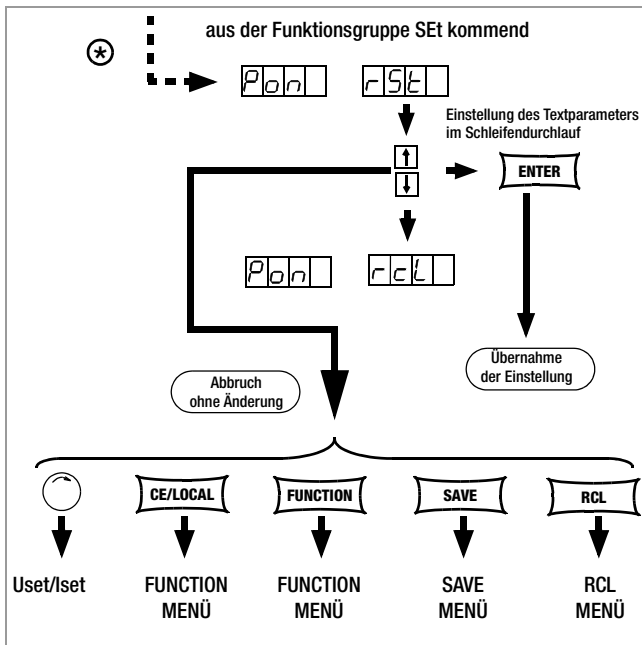 aus der Funktionsgruppe SEt kommend
Pon rSt
Einstellung des Textparameters
im Schleifendurchlauf
ENTER
Pon rcL
Übernahme
der Einstellung
Abbruch
ohne Änderung
CE/LOCAL FUNCTION SAVE RCL
Uset/Iset FUNCTION FUNCTION SAVE RCL
MENÜ MENÜ MENÜ MENÜ